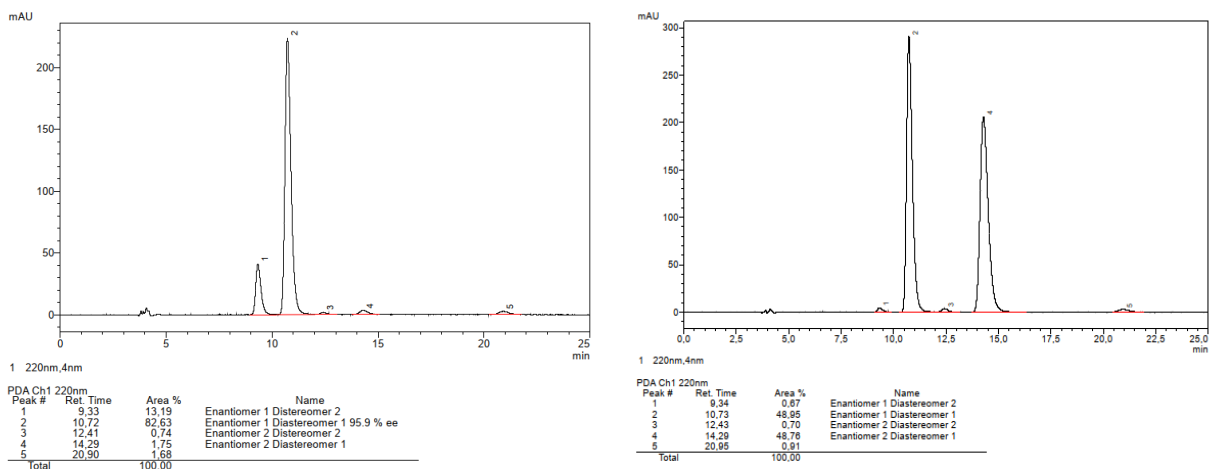 mAU
2
200
150
100
1
50
3
4
5
0
0 5 10 15 20 25
min
1 220nm,4nm
PDA Ch1 220nm
Peak # Ret. Time Area % Name
1 9,33 13,19 Enantiomer 1 Distereomer 2
2 10,72 82,63 Enantiomer 1 Distereomer 1 95.9 % ee
3 12,41 0,74 Enantiomer 2 Distereomer 2
4 14,29 1,75 Enantiomer 2 Diastereomer 1
5 20,90 1,68
Total 100,00
mAU
300
2
250
200
4
150
100
50
1
3
5
0
0,0 2,5 5,0 7,5 10,0 12,5 15,0 17,5 20,0 22,5 25,0
min
1 220nm,4nm
PDA Ch1 220nm
Peak # Ret. Time Area % Name
1 9,34 0,67 Enantiomer 1 Diastereomer 2
2 10,73 48,95 Enantiomer 1 Diastereomer 1
3 12,43 0,70 Enantiomer 2 Diastereomer 2
4 14,29 48,76 Enantiomer 2 Diastereomer 1
5 20,95 0,91
Total 100,00